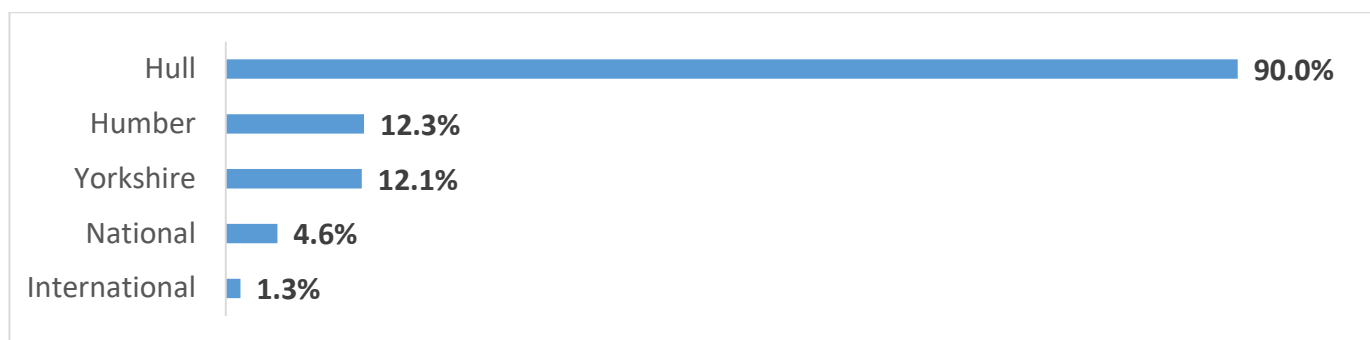 Hull 90.0%
Humber 12.3%
Yorkshire 12.1%
National 4.6%
International 1.3%